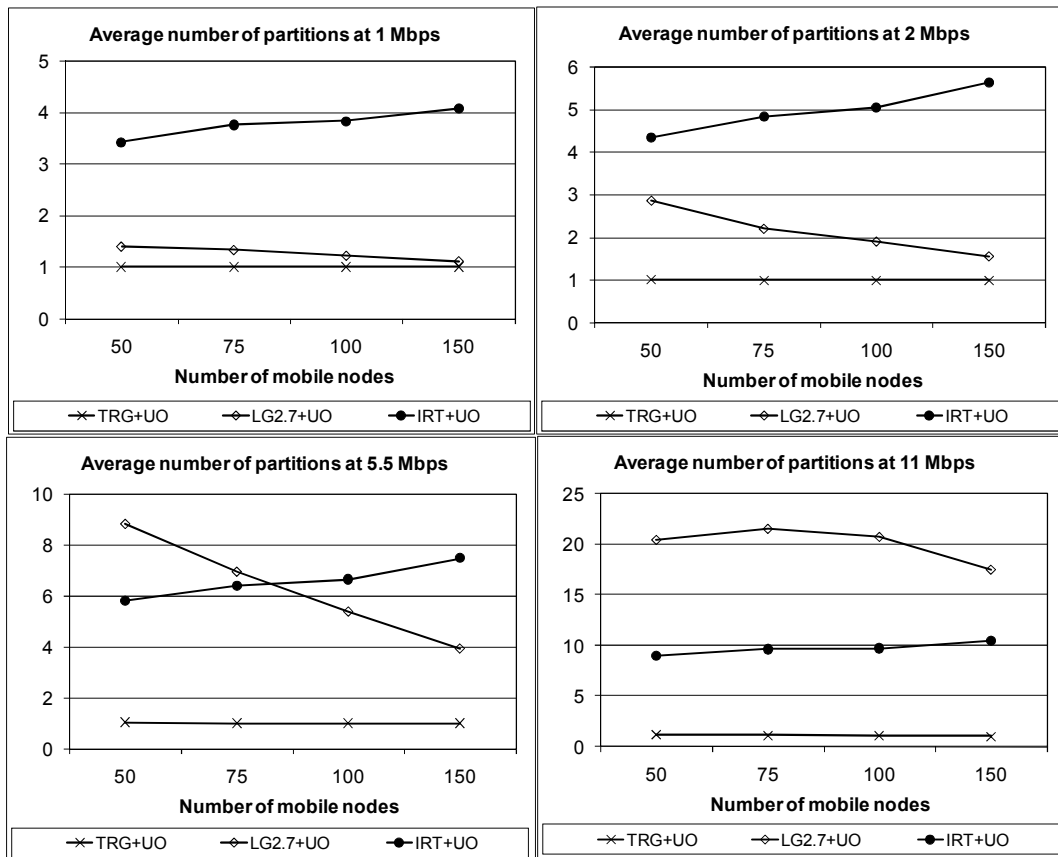 Average number of partitions at 1 Mbps
5
4
3
2
1
0
50 75 100 150
Number of mobile nodes
TRG+UO LG2.7+UO IRT+UO
Average number of partitions at 2 Mbps
6
5
4
3
2
1
0
50 75 100 150
Number of mobile nodes
TRG+UO LG2.7+UO IRT+UO
Average number of partitions at 5.5 Mbps
10
8
6
4
2
0
50 75 100 150
Number of mobile nodes
TRG+UO LG2.7+UO IRT+UO
Average number of partitions at 11 Mbps
25
20
15
10
5
0
50 75 100 150
Number of mobile nodes
TRG+UO LG2.7+UO IRT+UO